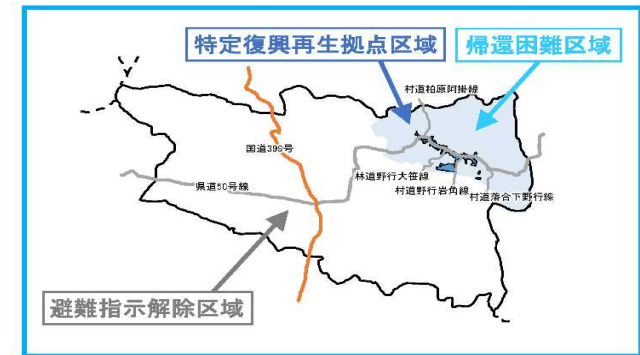 特定復興再生拠点区域
帰還困難区域
村道柏原阿掛線
国道399号
林道野行大笹線
県道50号線
村道野行岩角線
村道落合下野行線
避難指示解除区域